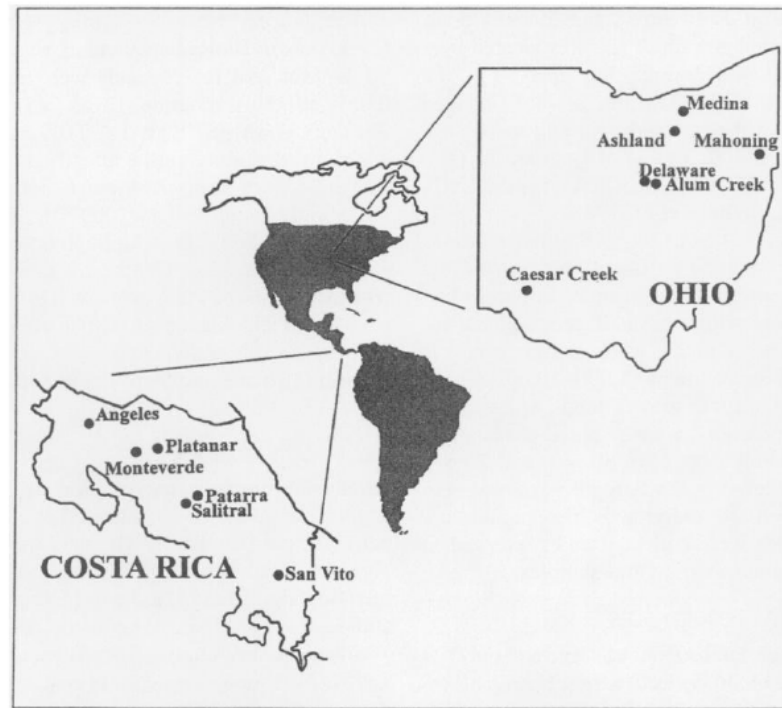 Medina
Ashland
Mahoning
Delaware
Alum Creek
Caesar Creek
OHIO
Angeles
Platanar
Monteverde
Patarra
Salitral
COSTA RICA
San Vito